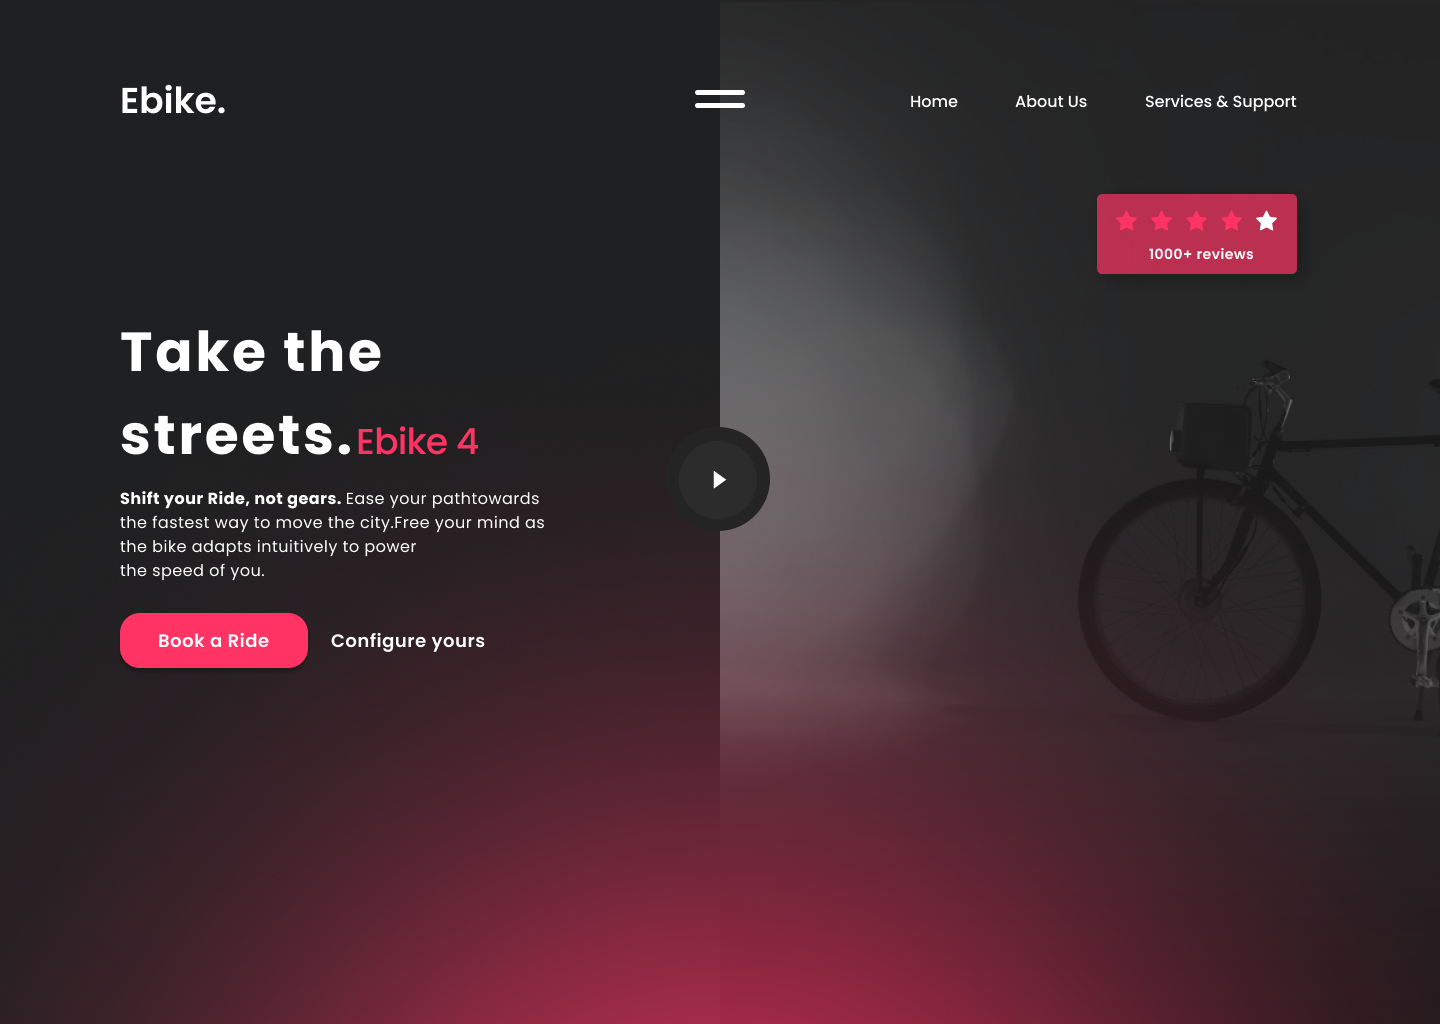 Ebike.
Home
About Us
Services & Support
1000+ reviews
Take the
streets. Ebike 4
Shift your Ride, not gears. Ease your pathtowards
the fastest way to move the city.Free your mind as
the bike adapts intuitively to power
the speed of you.
Book a Ride
Configure yours